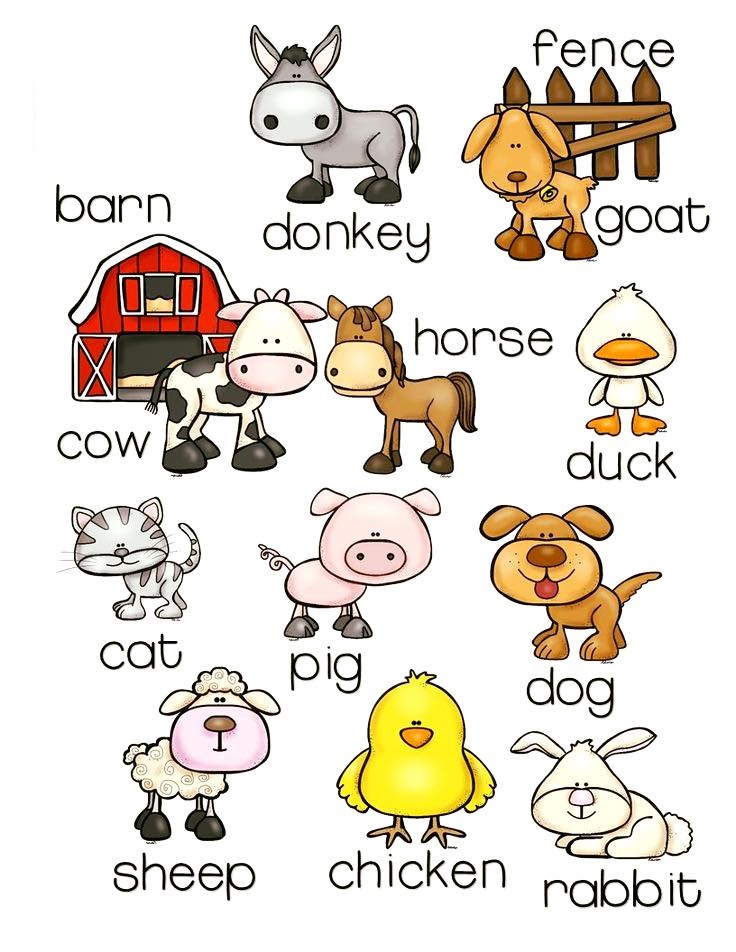 fence
barn
donkey
goat
horse
cow
duck
cat
pig
dog
sheep
chicken
rabbit